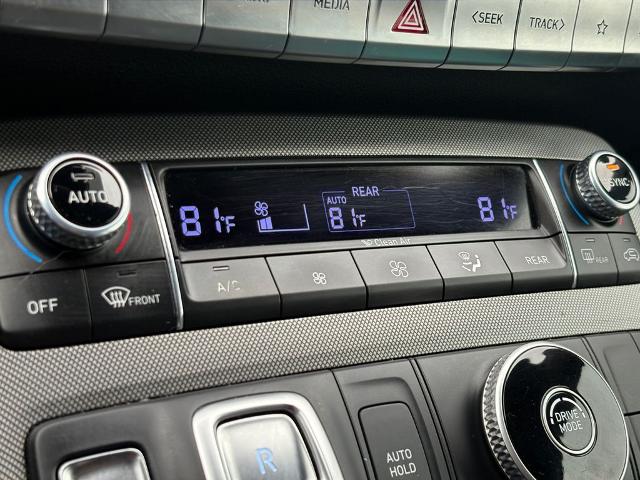 MEDIA
<SEEK
TRACK>
AUTO
81°F
REAR
AUTO
81°F
81°F
SYNC
Clean Air
OFF
FRONT
A/C
REAR
REAR
R
AUTO
HOLD
DRIVE
MODE